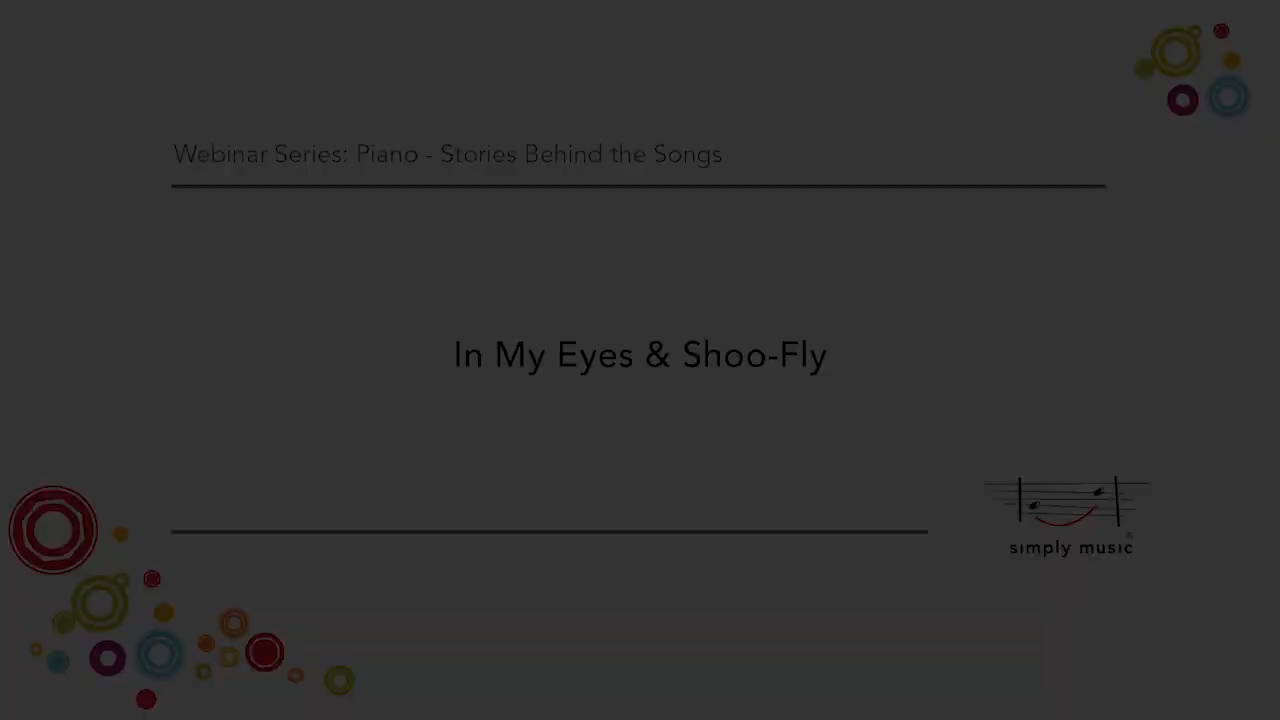 Webinar Series: Piano - Stories Behind the Songs
In My Eyes & Shoo-Fly
simply music